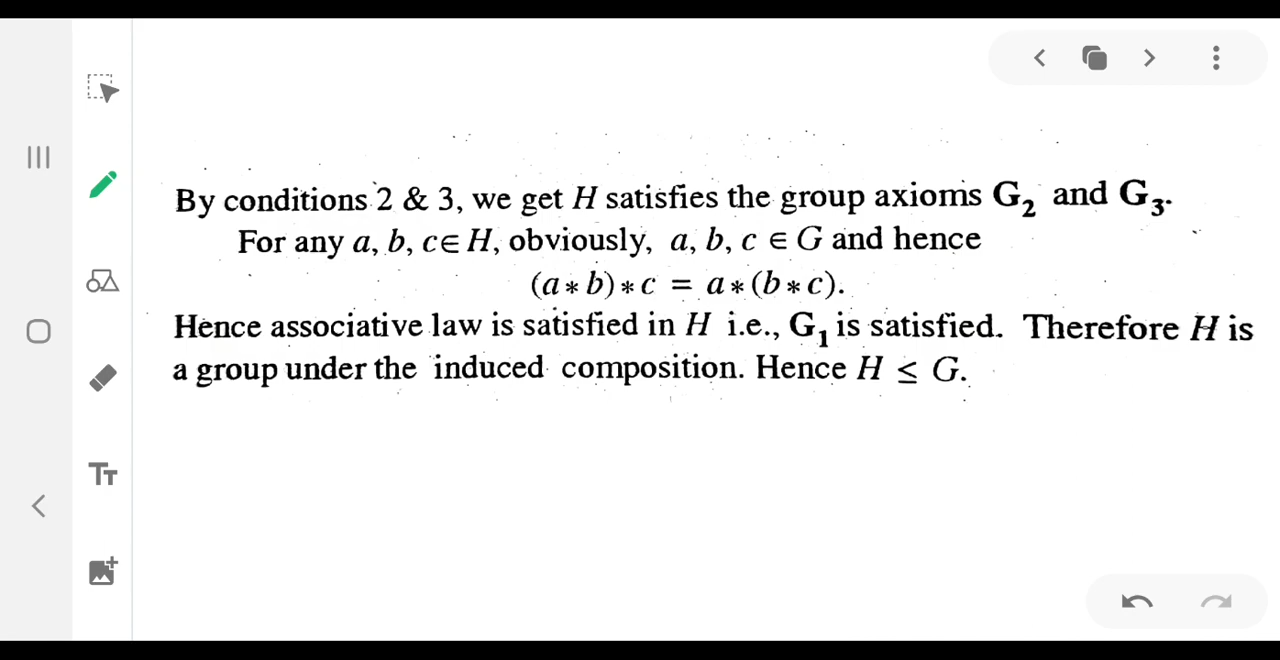 By conditions 2 & 3, we get H satisfies the group axioms G₂ and G₃.
For any a, b, c∈ H, obviously, a, b, c ∈ G and hence
(a * b) * c = a * (b * c).
Hence associative law is satisfied in H i.e., G₁ is satisfied. Therefore H is
a group under the induced composition. Hence H ≤ G.
TT